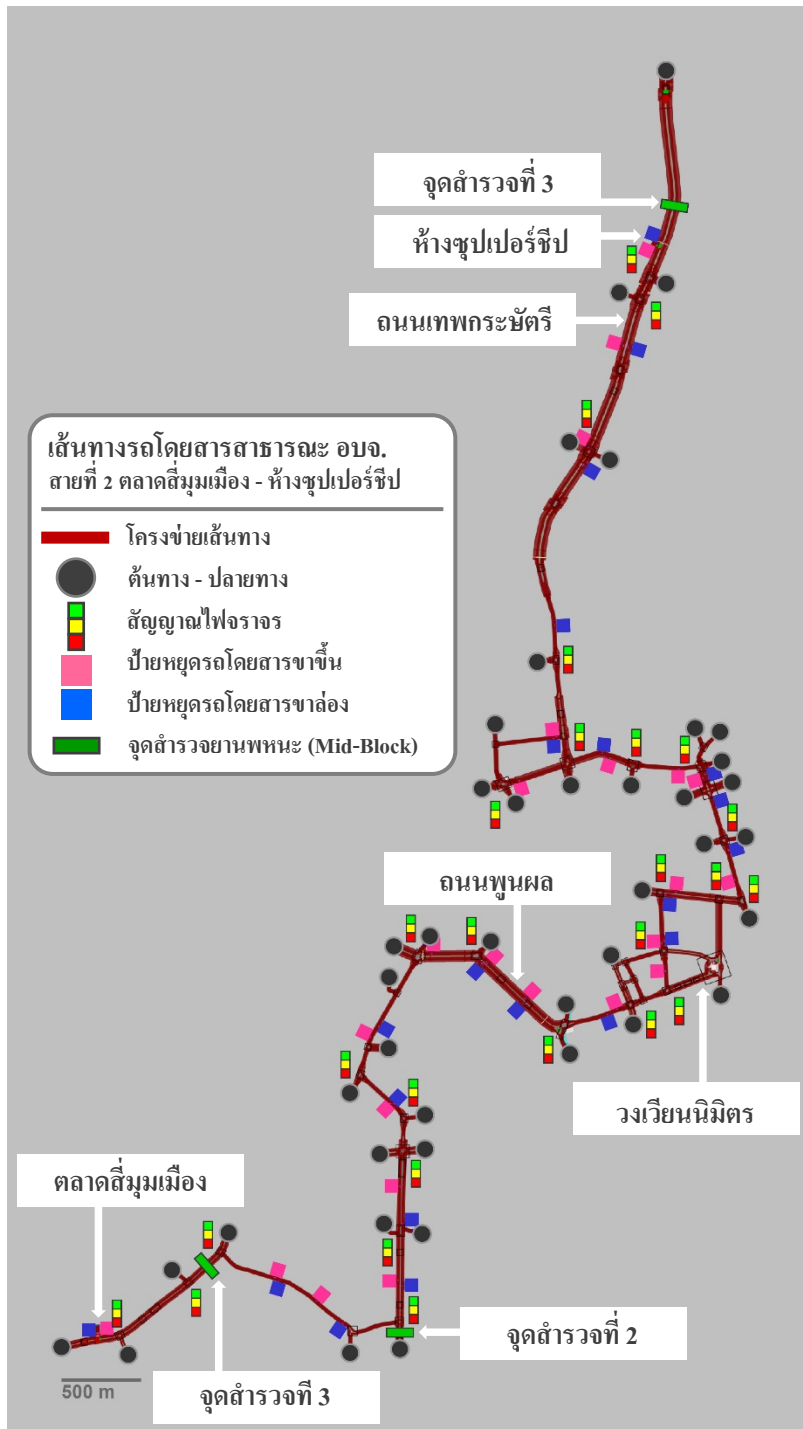 จุดสำรวจที่ 3
ห้างซุปเปอร์ชีป
ถนนเทพกระษัตรี
เส้นทางรถโดยสารสาธารณะ อบจ.
สายที่ 2 ตลาดสี่มุมเมือง - ห้างซุปเปอร์ชีป
โครงข่ายเส้นทาง
ต้นทาง - ปลายทาง
สัญญาณไฟจราจร
ป้ายหยุดรถโดยสารขาขึ้น
ป้ายหยุดรถโดยสารขาล่อง
จุดสำรวจยานพหนะ (Mid-Block)
ถนนพูนผล
วงเวียนนิมิตร
ตลาดสี่มุมเมือง
จุดสำรวจที่ 2
500 m
จุดสำรวจที 3